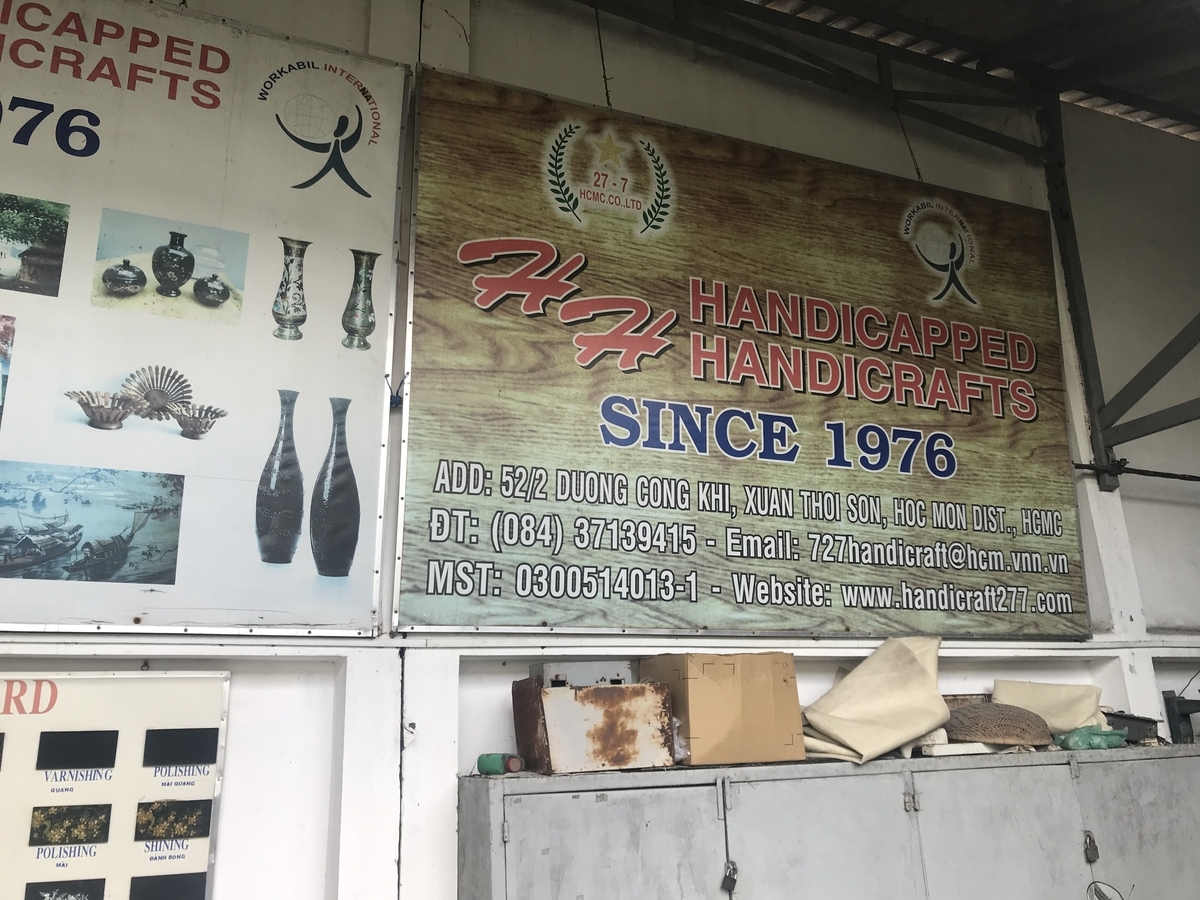 ICAPPED
ICRAFTS
976
WORKABIL INTERNATIONAL
27 - 7
HCMC.CO.,LTD
WORKABIL INTERNATIONAL
HH
HANDICAPPED
HANDICRAFTS
SINCE 1976
ADD: 52/2 DUONG CONG KHI, XUAN THOI SON, HOC MON DIST., HCMC
ĐT: (084) 37139415 - Email: 727handicraft@hcm.vnn.vn
MST: 0300514013-1 - Website: www.handicraft277.com
RD
VARNISHING
QUANG
POLISHING
MÀI QUANG
POLISHING
MÀI
SHINING
ĐÁNH BÓNG